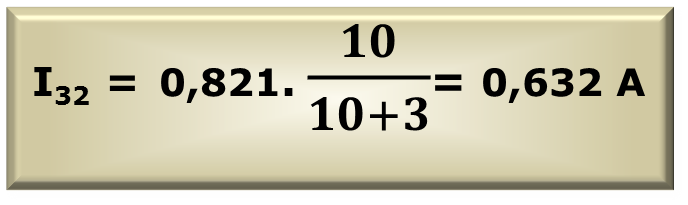 I₃₂ = 0,821. 10/10+3 = 0,632 A